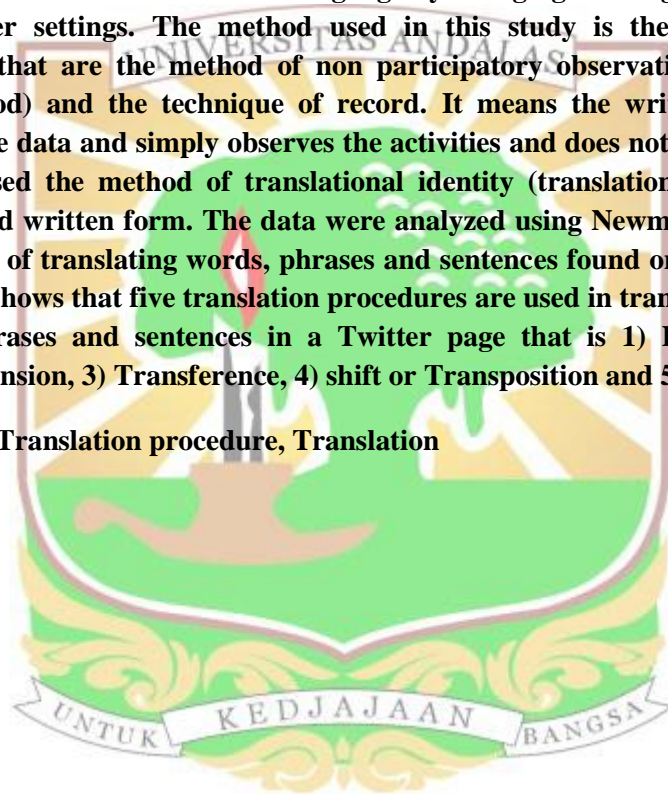 er settings. The method used in this study is the
UNIVERSITAS ANDALAS
that are the method of non participatory observati
od) and the technique of record. It means the wri
e data and simply observes the activities and does not
sed the method of translational identity (translation
d written form. The data were analyzed using Newm
of translating words, phrases and sentences found o
hows that five translation procedures are used in tran
rases and sentences in a Twitter page that is 1)
nsion, 3) Transference, 4) shift or Transposition and 5
Translation procedure, Translation
UNTUK KEDJAJAAN BANGSA